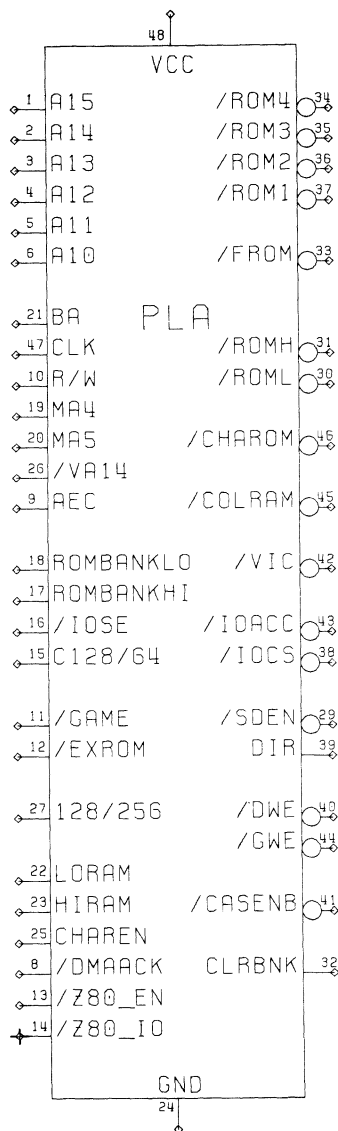 48
VCC
1 A15 /ROM4 34
2 A14 /ROM3 35
3 A13 /ROM2 36
4 A12 /ROM1 37
5 A11
6 A10 /FROM 33
21 BA PLA
47 CLK /ROMH 31
10 R/W /ROML 30
19 MA4
20 MA5 /CHAROM 46
26 /VA14
9 AEC /COLRAM 45
18 ROMBANKLO /VIC 42
17 ROMBANKHI
16 /IOSE /IOACC 43
15 C128/64 /IOCS 38
11 /GAME /SDEN 29
12 /EXROM DIR 39
27 128/256 /DWE 40
/GWE 44
22 LORAM
23 HIRAM /CASENB 41
25 CHAREN
8 /DMAACK CLRBNK 32
13 /Z80_EN
14 /Z80_IO
GND
24